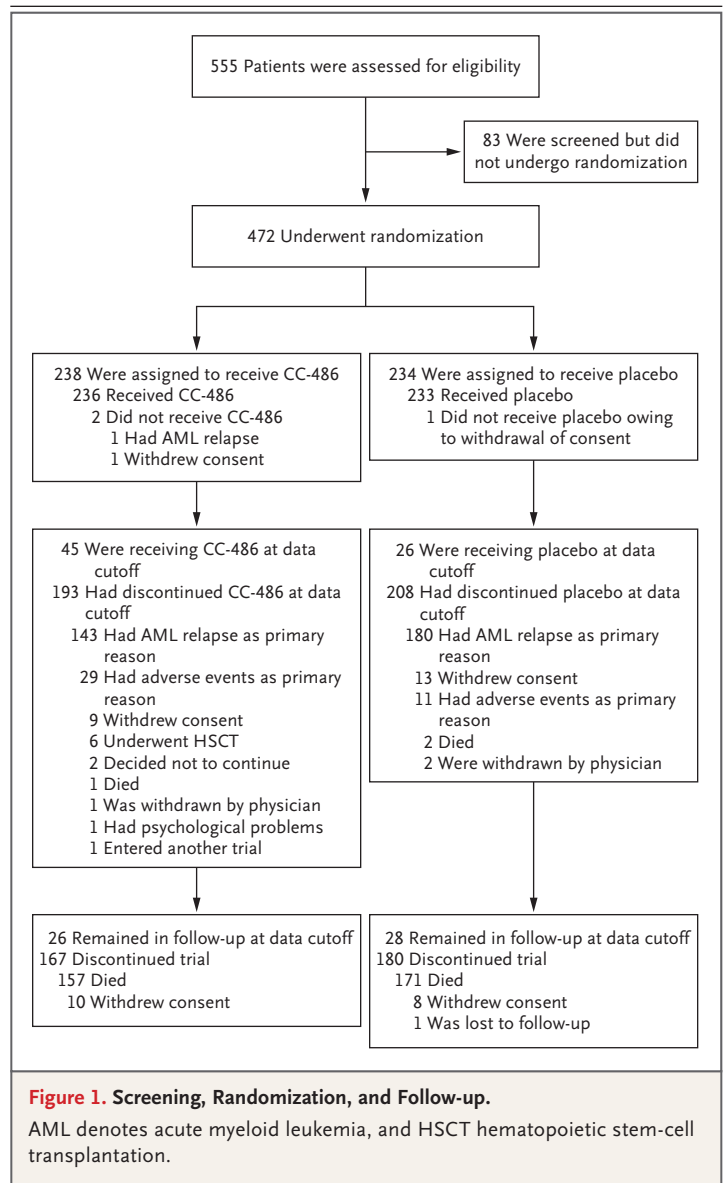 555 Patients were assessed for eligibility
83 Were screened but did
not undergo randomization
472 Underwent randomization
238 Were assigned to receive CC-486
236 Received CC-486
2 Did not receive CC-486
1 Had AML relapse
1 Withdrew consent
234 Were assigned to receive placebo
233 Received placebo
1 Did not receive placebo owing
to withdrawal of consent
45 Were receiving CC-486 at data
cutoff
193 Had discontinued CC-486 at data
cutoff
143 Had AML relapse as primary
reason
29 Had adverse events as primary
reason
9 Withdrew consent
6 Underwent HSCT
2 Decided not to continue
1 Died
1 Was withdrawn by physician
1 Had psychological problems
1 Entered another trial
26 Were receiving placebo at data
cutoff
208 Had discontinued placebo at data
cutoff
180 Had AML relapse as primary
reason
13 Withdrew consent
11 Had adverse events as primary
reason
2 Died
2 Were withdrawn by physician
26 Remained in follow-up at data cutoff
167 Discontinued trial
157 Died
10 Withdrew consent
28 Remained in follow-up at data cutoff
180 Discontinued trial
171 Died
8 Withdrew consent
1 Was lost to follow-up
Figure 1. Screening, Randomization, and Follow-up.
AML denotes acute myeloid leukemia, and HSCT hematopoietic stem-cell
transplantation.